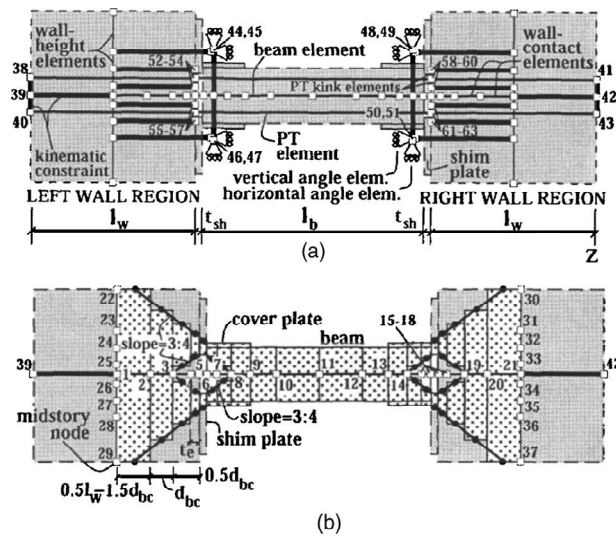 wall-
height
elements
44,45
48,49
wall-
contact
elements
beam element
52-54
58-60
38
41
PT kink elements
39
42
40
43
50,51
55-57
61-63
kinematic
constraint
PT
element
46,47
vertical angle elem.
horizontal angle elem.
shim
plate
LEFT WALL REGION
RIGHT WALL REGION
l_w
t_sh
l_b
t_sh
l_w
Z
(a)
22
30
cover plate
beam
15-18
23
31
24
32
slope=3:4
25
33
39
1
3
5
7
9
11
13
19
21
42
2
4
6
8
10
12
14
20
26
34
27
35
slope=3:4
28
36
midstory
node
shim plate
29
t_e
37
0.5d_bc
0.5l_w-1.5d_bc
d_bc
(b)